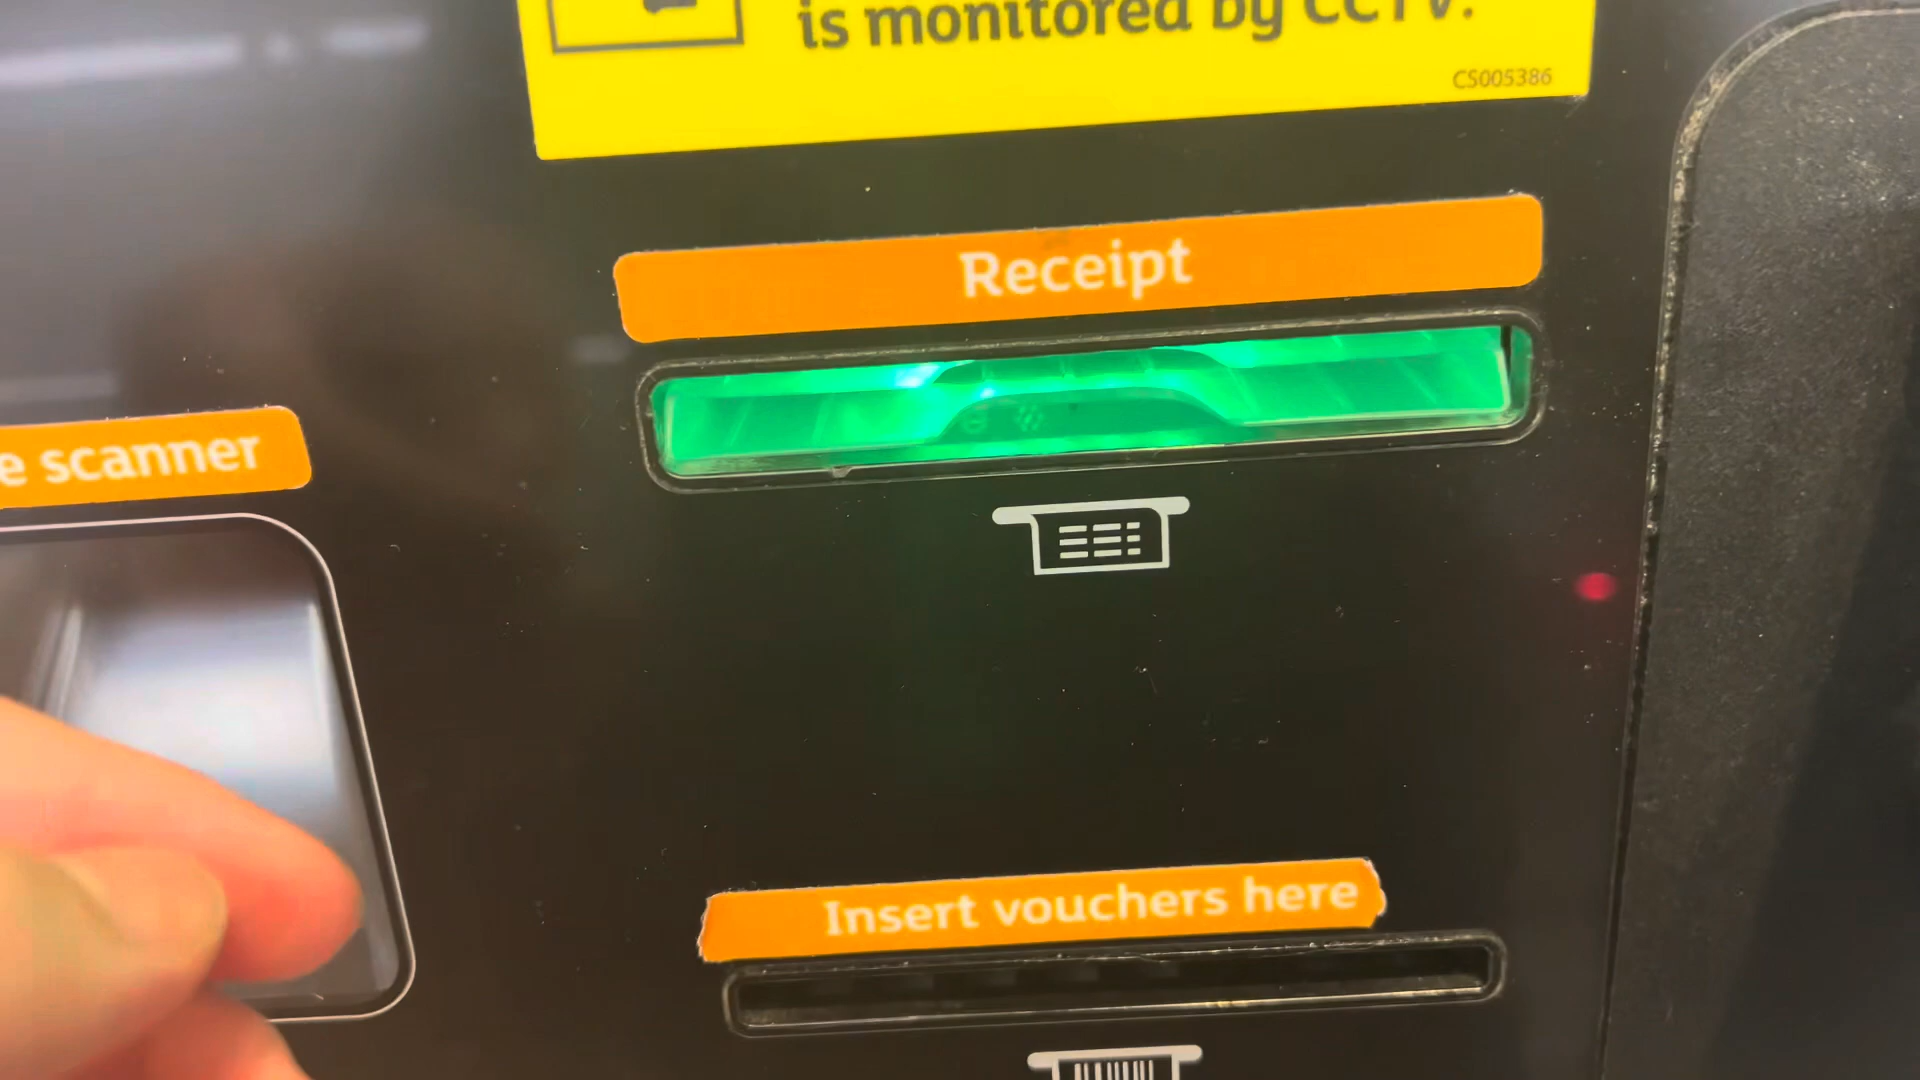 is monitored by CCTV.
CS005386
Receipt
e scanner
Insert vouchers here